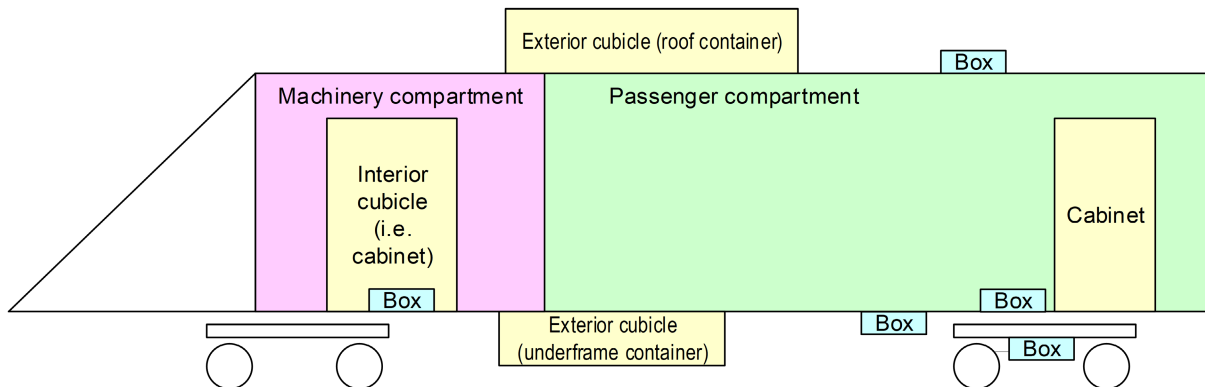 Exterior cubicle (roof container)
Box
Machinery compartment
Passenger compartment
Interior
cubicle
(i.e.
cabinet)
Cabinet
Box
Box
Exterior cubicle
(underframe container)
Box
Box